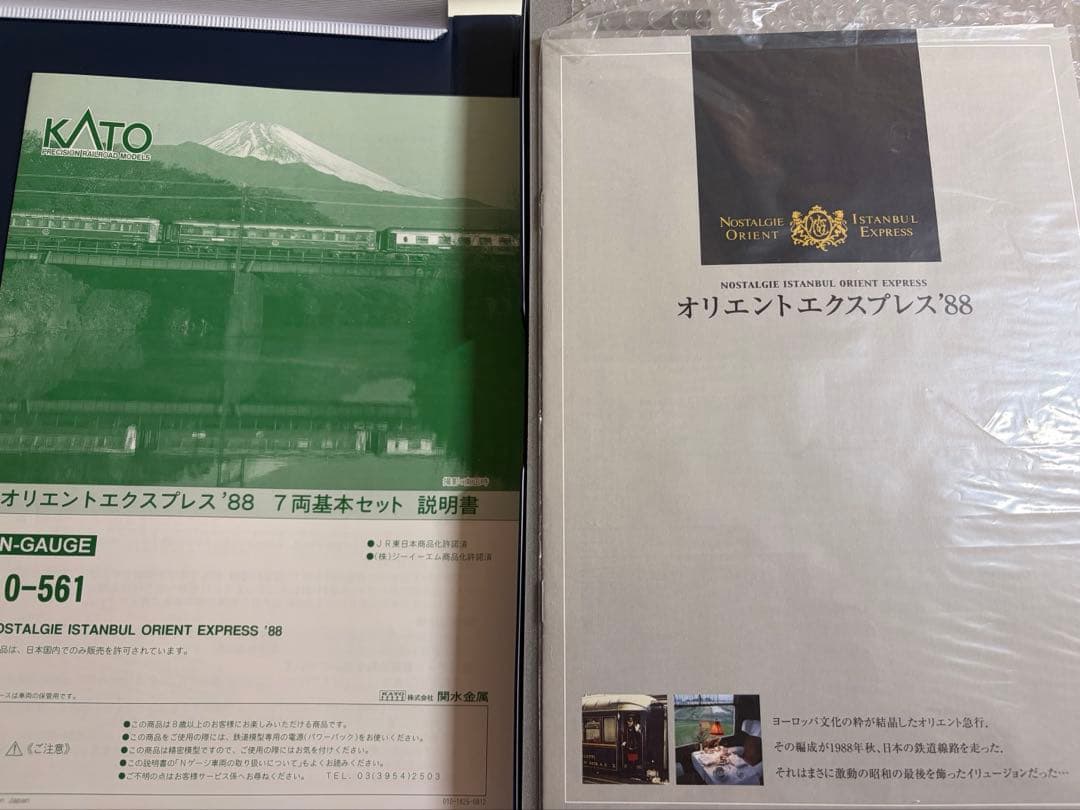 KATO
PRECISION RAILROAD MODELS
オリエントエクスプレス'88 7両基本セット 説明書
N-GAUGE
●JR東日本商品化許諾済
●(株)ジーイーエム商品化許諾済
0-561
OSTALGIE ISTANBUL ORIENT EXPRESS '88
品は、日本国内でのみ販売を許可されています。
ースは車両の保管用です。
KATO 株式会社 関水金属
⚠《ご注意》
●この商品は8歳以上のお客様にお楽しみいただける商品です。
●ご使用の際には、鉄道模型専用の電源(パワーパック)をお使いください。
●この商品は精密模型ですので、ご使用の際にはお気を付けください。
●この説明書の「Nゲージ車両の取り扱いについて」もよくお読みください。
●ご不明の点はお客様サービス係へお尋ねください。 TEL. 03(3954)2503
in Japan
NOSTALGIE ISTANBUL
ORIENT EXPRESS
NOSTALGIE ISTANBUL ORIENT EXPRESS
オリエントエクスプレス'88
ヨーロッパ文化の粋が結晶したオリエント急行。
その編成が1988年秋、日本の鉄道線路を走った。
それはまさに激動の昭和の最後を飾ったイリュージョンだった…